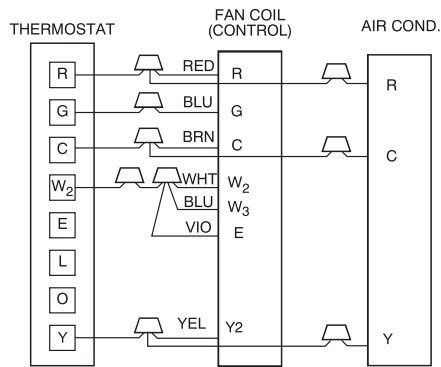 THERMOSTAT
FAN COIL
(CONTROL)
AIR COND.
R
G
C
W2
E
L
O
Y
RED
BLU
BRN
WHT
BLU
VIO
YEL
R
G
C
W2
W3
E
Y2
R
C
Y